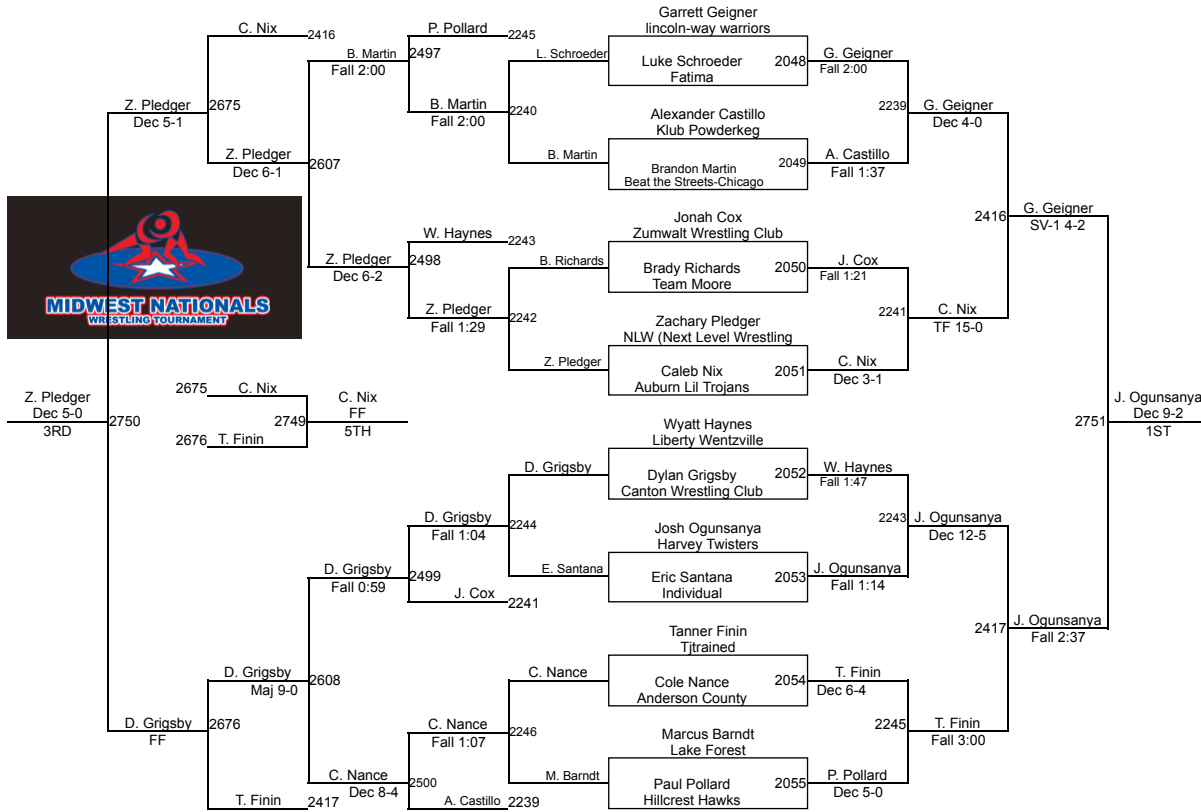 Garrett Geigner
lincoln-way warriors
C. Nix
2416
P. Pollard
2245
B. Martin
Fall 2:00
2497
L. Schroeder
Luke Schroeder
Fatima
2048
G. Geigner
Fall 2:00
Z. Pledger
Dec 5-1
2675
B. Martin
Fall 2:00
2240
2239
G. Geigner
Dec 4-0
Alexander Castillo
Klub Powderkeg
Z. Pledger
Dec 6-1
2607
B. Martin
Brandon Martin
Beat the Streets-Chicago
2049
A. Castillo
Fall 1:37
2416
G. Geigner
SV-1 4-2
Jonah Cox
Zumwalt Wrestling Club
W. Haynes
2243
Z. Pledger
Dec 6-2
2498
B. Richards
Brady Richards
Team Moore
2050
J. Cox
Fall 1:21
MIDWEST NATIONALS
WRESTLING TOURNAMENT
Z. Pledger
Fall 1:29
2242
2241
C. Nix
TF 15-0
Zachary Pledger
NLW (Next Level Wrestling
Z. Pledger
Caleb Nix
Auburn Lil Trojans
2051
C. Nix
Dec 3-1
Z. Pledger
Dec 5-0
3RD
2750
2675
C. Nix
2676
T. Finin
2749
C. Nix
FF
5TH
2751
J. Ogunsanya
Dec 9-2
1ST
Wyatt Haynes
Liberty Wentzville
D. Grigsby
Dylan Grigsby
Canton Wrestling Club
2052
W. Haynes
Fall 1:47
D. Grigsby
Fall 1:04
2244
2243
J. Ogunsanya
Dec 12-5
Josh Ogunsanya
Harvey Twisters
D. Grigsby
Fall 0:59
2499
E. Santana
Eric Santana
Individual
2053
J. Ogunsanya
Fall 1:14
J. Cox
2241
2417
J. Ogunsanya
Fall 2:37
Tanner Finin
Tjtrained
D. Grigsby
Maj 9-0
2608
C. Nance
Cole Nance
Anderson County
2054
T. Finin
Dec 6-4
D. Grigsby
FF
2676
C. Nance
Fall 1:07
2246
2245
T. Finin
Fall 3:00
Marcus Barndt
Lake Forest
C. Nance
Dec 8-4
2500
M. Barndt
Paul Pollard
Hillcrest Hawks
2055
P. Pollard
Dec 5-0
T. Finin
2417
A. Castillo
2239